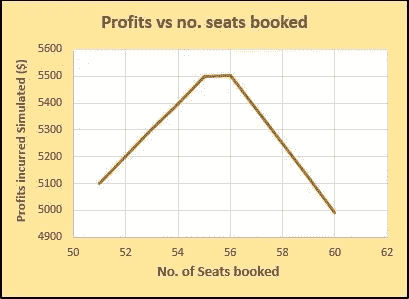 Profits vs no. seats booked
Profits incurred Simulated ($)
5600
5500
5400
5300
5200
5100
5000
4900
50 52 54 56 58 60 62
No. of Seats booked